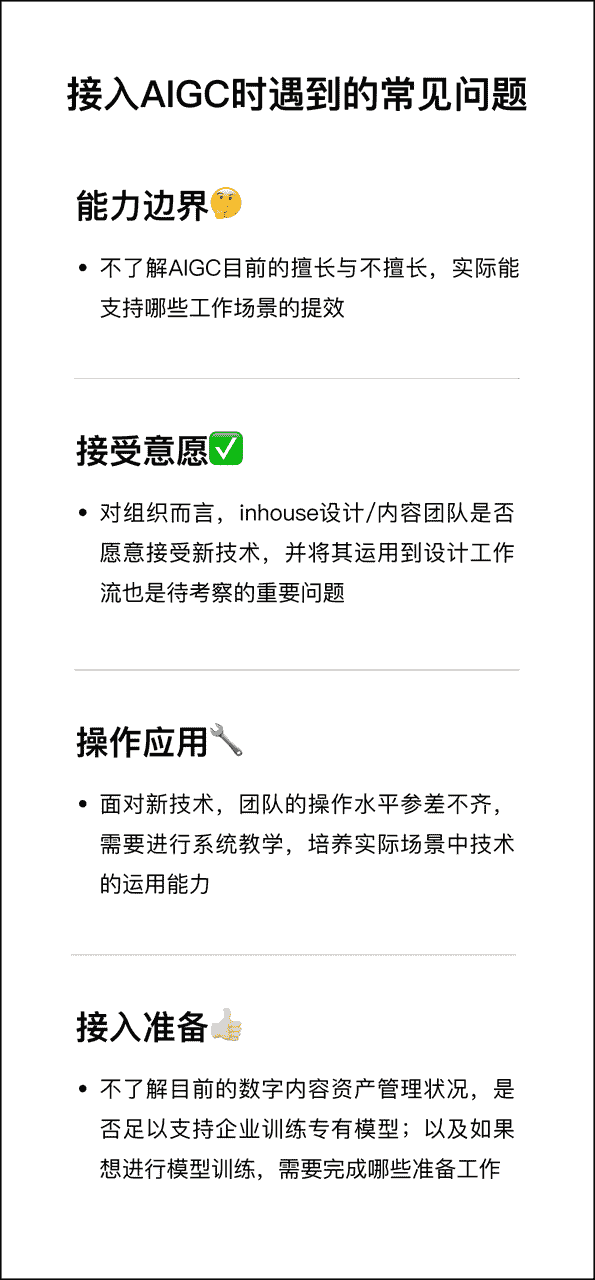 接入AIGC时遇到的常见问题
能力边界🤔
• 不了解AIGC目前的擅长与不擅长，实际能
支持哪些工作场景的提效
接受意愿✅
• 对组织而言，inhouse设计/内容团队是否
愿意接受新技术，并将其运用到设计工作
流也是待考察的重要问题
操作应用🔧
• 面对新技术，团队的操作水平参差不齐，
需要进行系统教学，培养实际场景中技术
的运用能力
接入准备👍
• 不了解目前的数字内容资产管理状况，是
否足以支持企业训练专有模型；以及如果
想进行模型训练，需要完成哪些准备工作